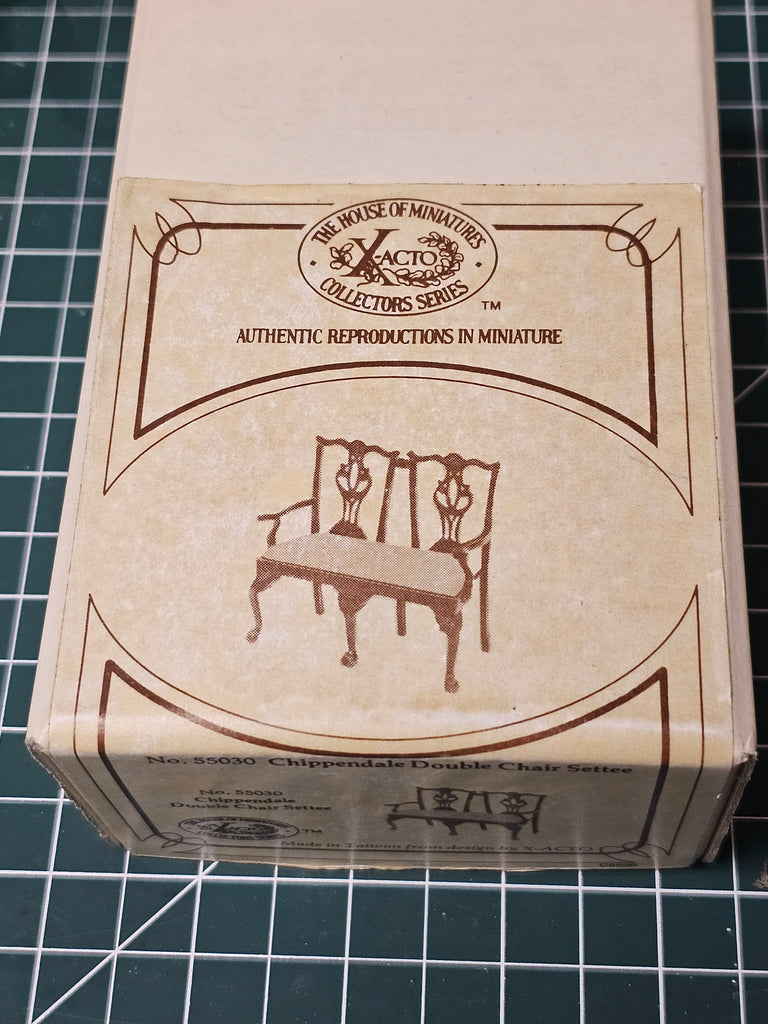 THE HOUSE OF MINIATURES
X-ACTO
COLLECTORS SERIES
TM
AUTHENTIC REPRODUCTIONS IN MINIATURE
No. 55030 Chippendale Double Chair Settee
No. 55030
Chippendale
Double Chair Settee
X-ACTO
TM
Made in Taiwan from design by X-ACTO